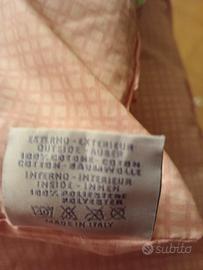 ESTERNO - EXTERIEUR
OUTSIDE - AUßER
100% COTONE - COTON
COTTON - BAUMWOLLE
INTERNO - INTERIEUR
INSIDE - INNEN
100% POLIESTERE
POLYESTER
MADE IN ITALY
subito